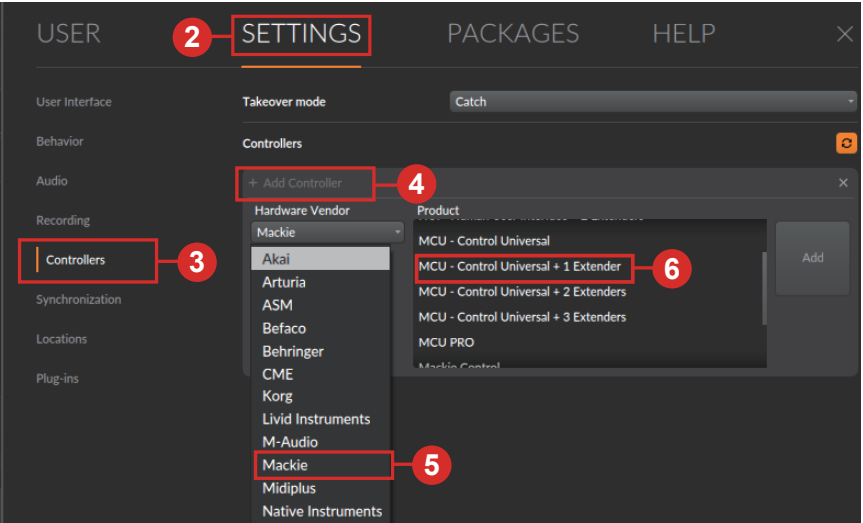 USER 2 SETTINGS PACKAGES HELP
User Interface
Behavior
Audio
Recording
3 Controllers
Synchronization
Locations
Plug-ins
Takeover mode Catch
Controllers
+ Add Controller 4
Hardware Vendor
Mackie
Akai
Arturia
ASM
Befaco
Behringer
CME
Korg
Livid Instruments
M-Audio
Mackie 5
Midiplus
Native Instruments
Product
MCU - Control Universal
MCU - Control Universal + 1 Extender 6
MCU - Control Universal + 2 Extenders
MCU - Control Universal + 3 Extenders
MCU PRO
Mackie Control
Add